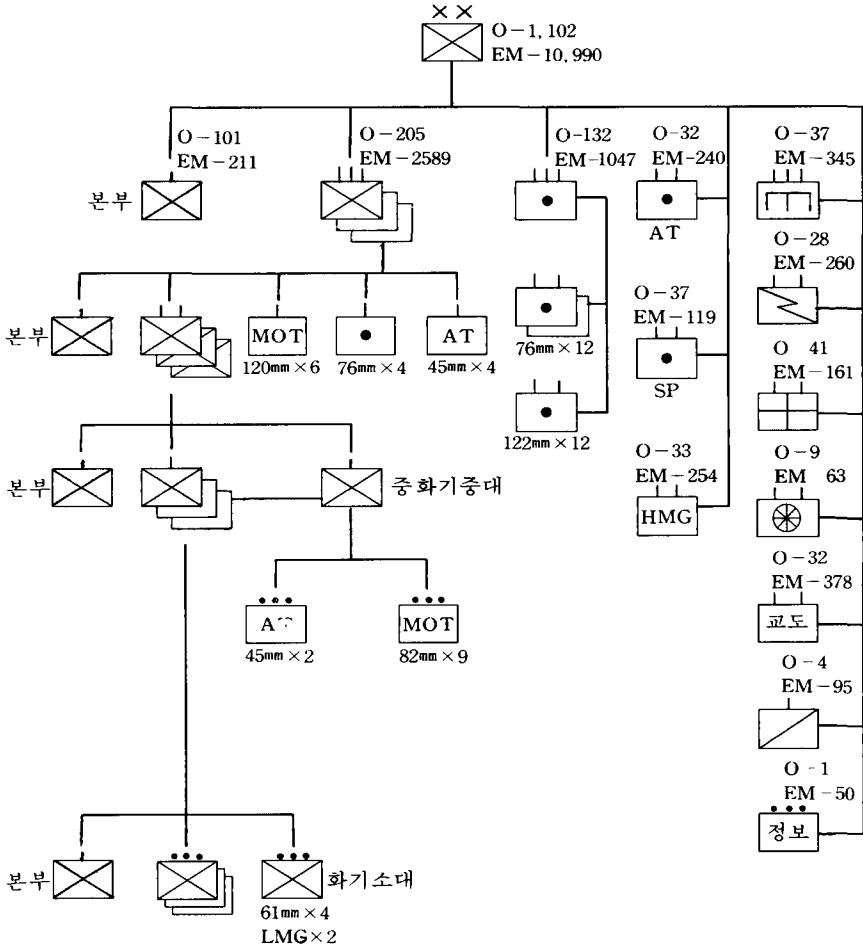 O－1,102
EM－10,990
O－101
EM－211
본부
O－205
EM－2589
O－132
EM－1047
O－32
EM－240
AT
O－37
EM－345
O－28
EM－260
본부
MOT
120㎜×6
76㎜×4
AT
45㎜×4
76㎜×12
O－37
EM－119
SP
O 41
EM－161
122㎜×12
본부
중화기중대
O－33
EM－254
HMG
O－9
EM 63
AT
45㎜×2
MOT
82㎜×9
O－32
EM－378
교도
O－4
EM－95
O－1
EM－50
정보
본부
화기소대
61㎜×4
LMG×2